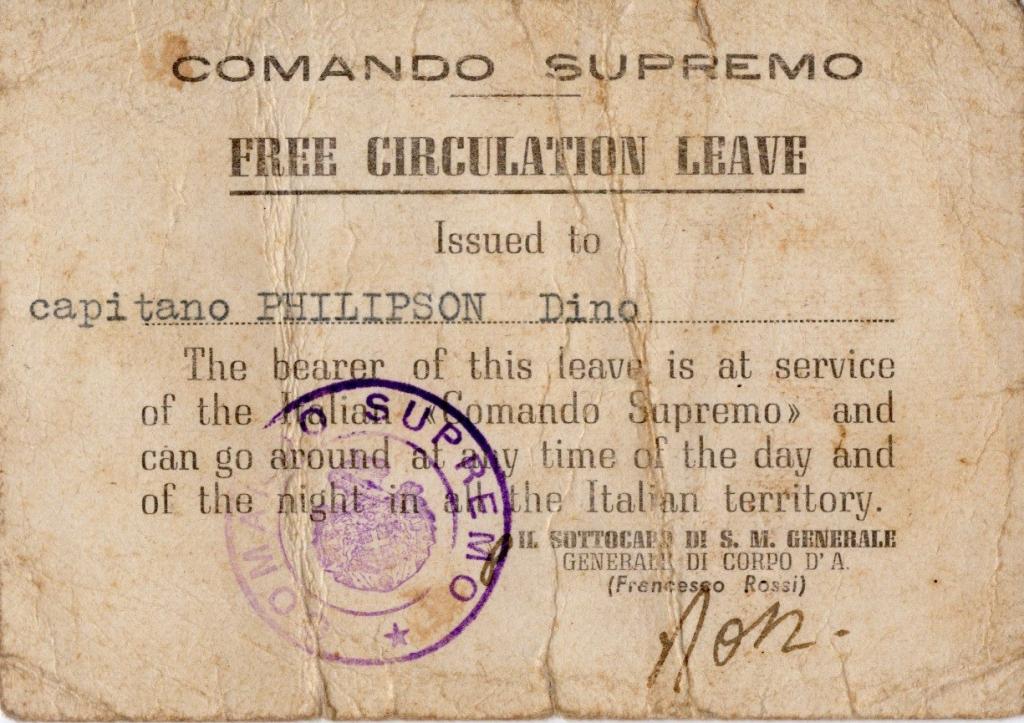 COMANDO SUPREMO
FREE CIRCULATION LEAVE
Issued to
capitano PHILIPSON Dino
The bearer of this leave is at service
of the Italian «Comando Supremo» and
can go around at any time of the day and
of the night in all the Italian territory.
IL SOTTOCAPO DI S. M. GENERALE
GENERALE DI CORPO D'A.
(Francesco Rossi)
COMANDO SUPREMO